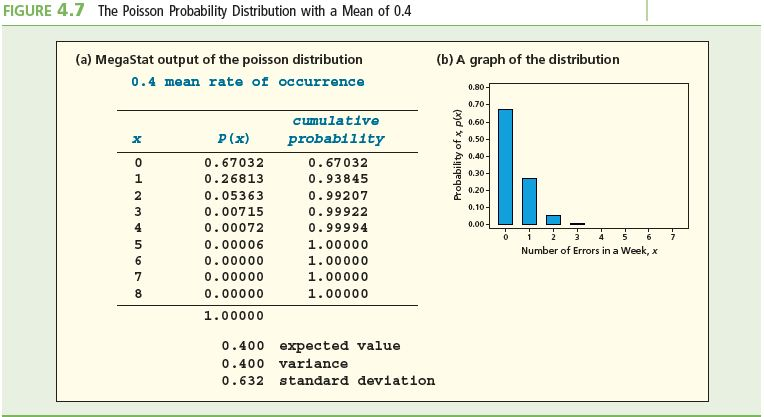 FIGURE 4.7 The Poisson Probability Distribution with a Mean of 0.4
(a) MegaStat output of the poisson distribution
0.4 mean rate of occurrence
cumulative
x P(x) probability
0 0.67032 0.67032
1 0.26813 0.93845
2 0.05363 0.99207
3 0.00715 0.99922
4 0.00072 0.99994
5 0.00006 1.00000
6 0.00000 1.00000
7 0.00000 1.00000
8 0.00000 1.00000
1.00000
0.400 expected value
0.400 variance
0.632 standard deviation
(b) A graph of the distribution
Probability of x, p(x)
0.80
0.70
0.60
0.50
0.40
0.30
0.20
0.10
0.00
0 1 2 3 4 5 6 7
Number of Errors in a Week, x